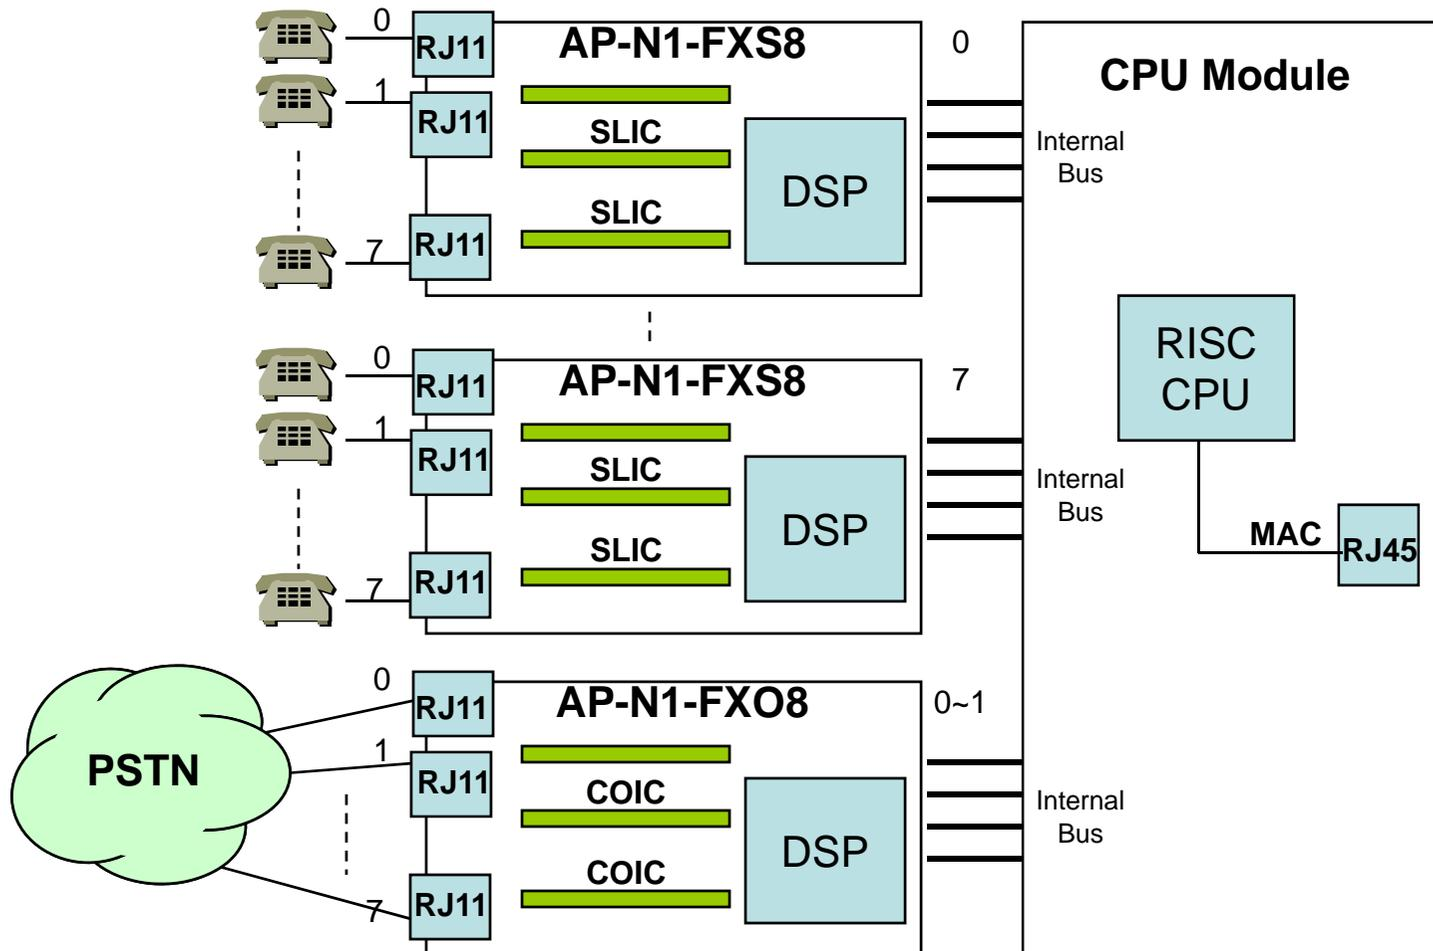 0
RJ11
AP-N1-FXS8
0
CPU Module
1
RJ11
SLIC
DSP
Internal
Bus
SLIC
7
RJ11
0
RJ11
AP-N1-FXS8
7
RISC
CPU
1
RJ11
SLIC
DSP
Internal
Bus
SLIC
MAC
RJ45
7
RJ11
0
RJ11
AP-N1-FXO8
0~1
PSTN
1
RJ11
COIC
DSP
Internal
Bus
COIC
7
RJ11